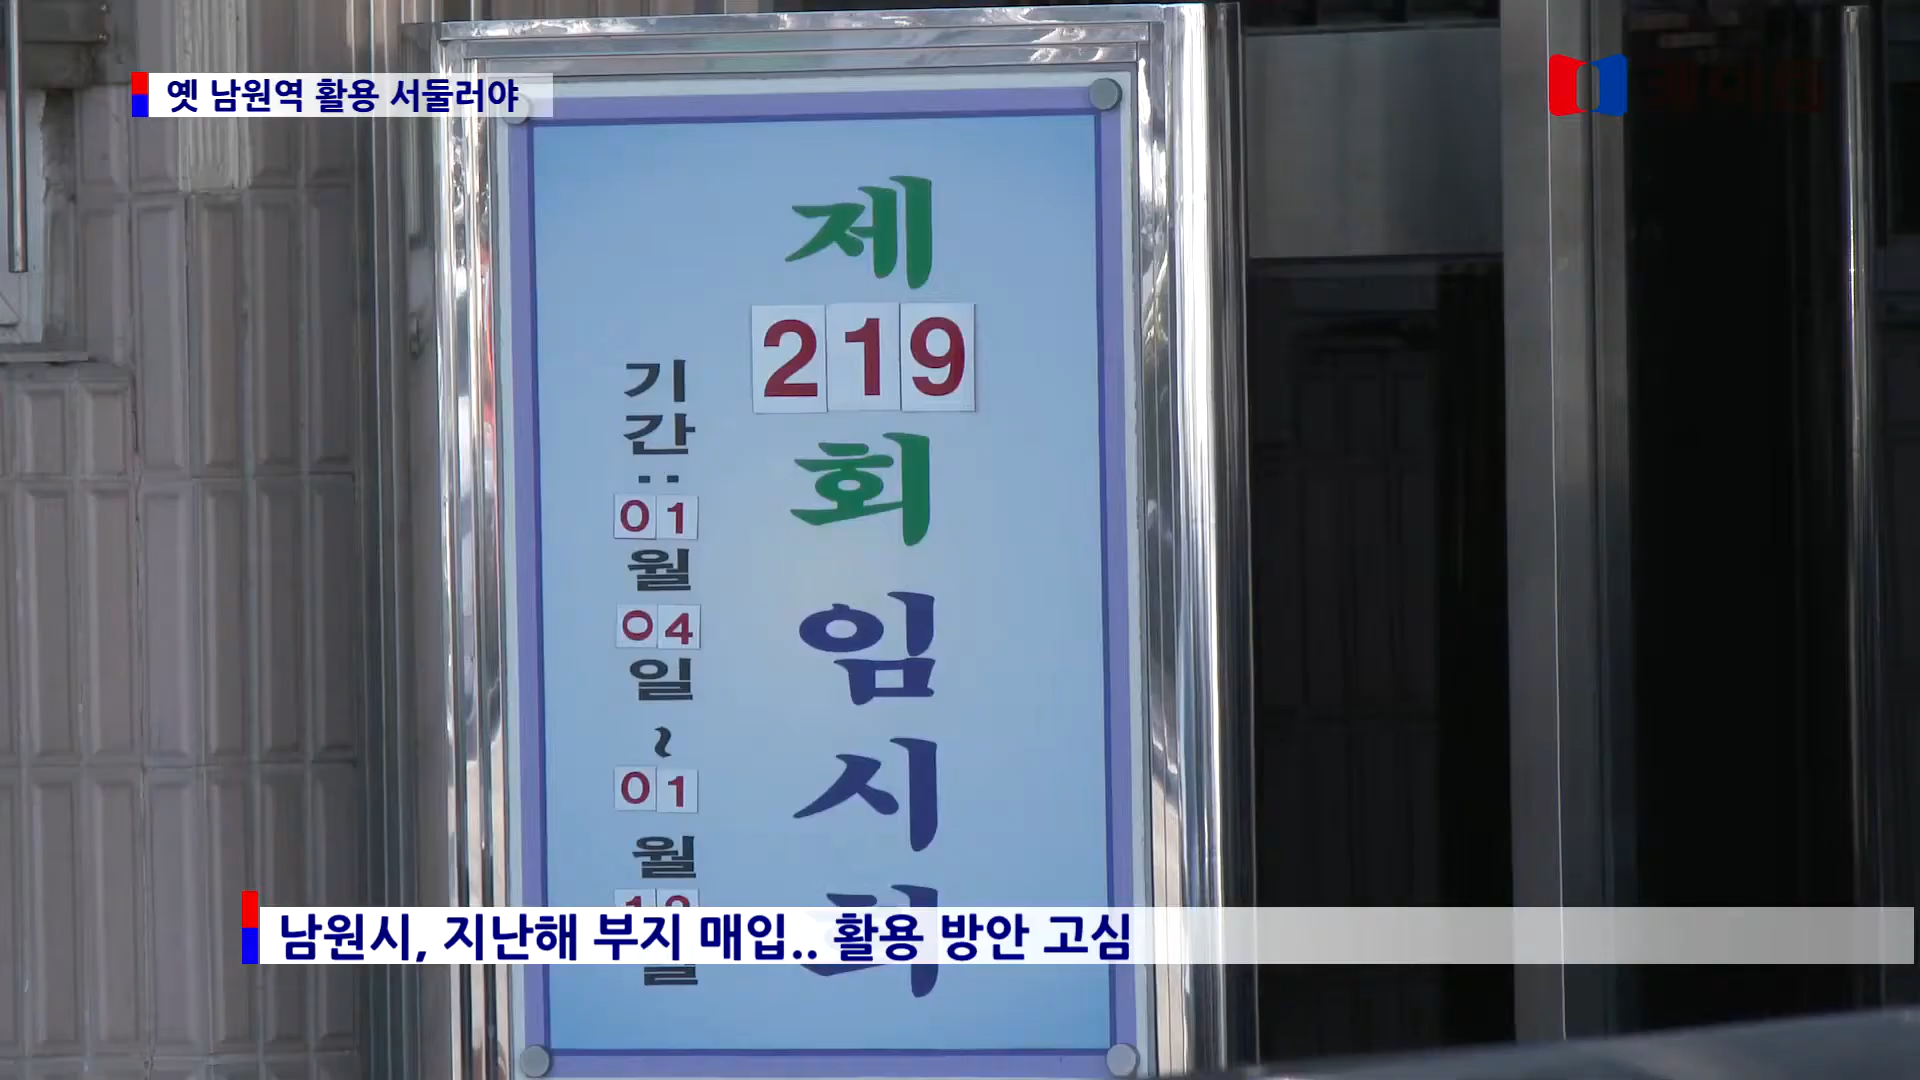 옛 남원역 활용 서둘러야
제
219
회
임
시
회
기
간:
01
월
04
일
~
01
월
일
남원시, 지난해 부지 매입.. 활용 방안 고심